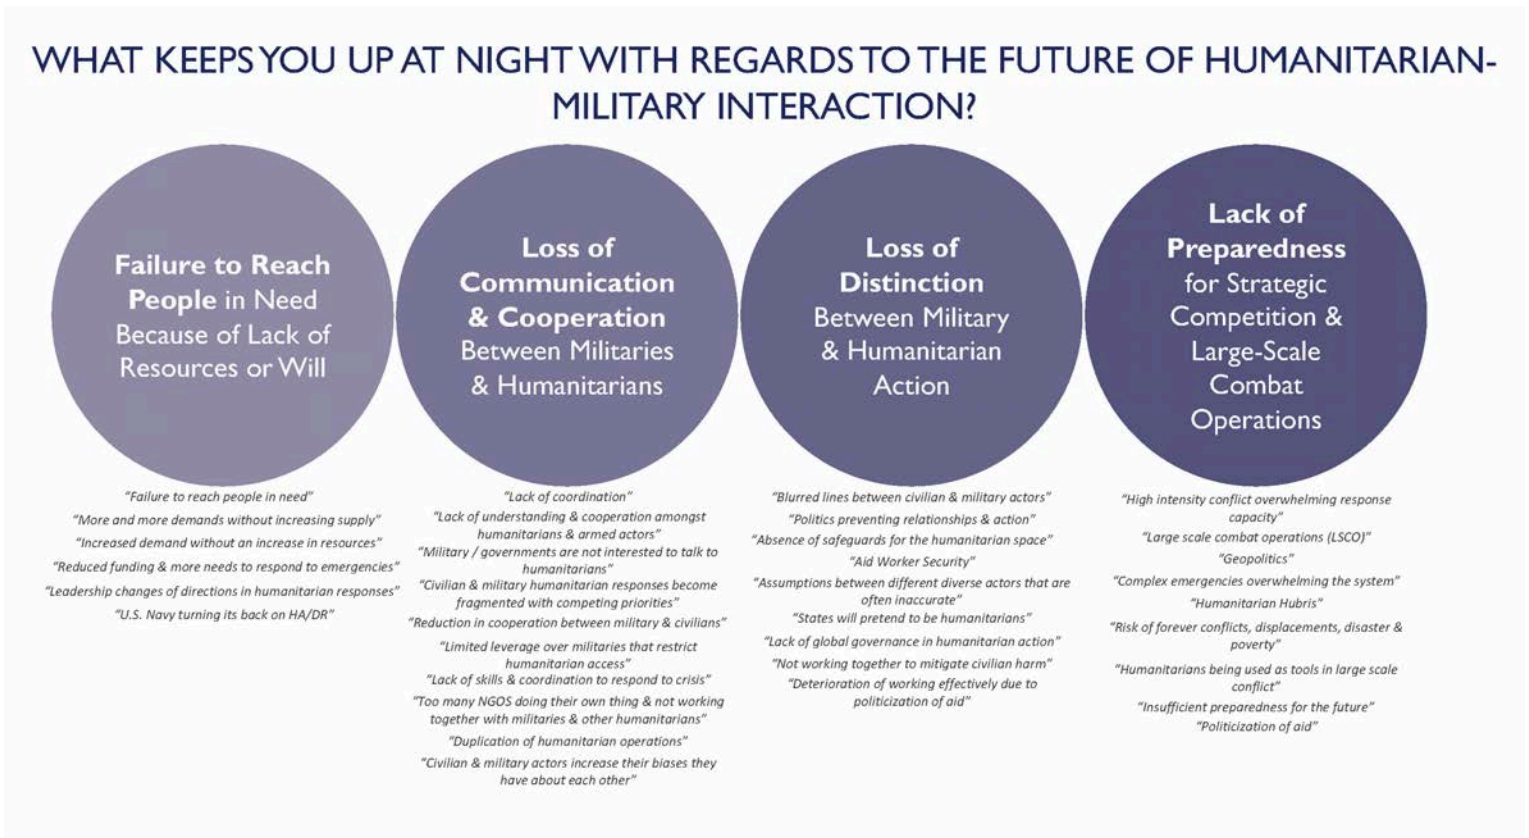 WHAT KEEPS YOU UP AT NIGHT WITH REGARDS TO THE FUTURE OF HUMANITARIAN-
MILITARY INTERACTION?
Failure to Reach
People in Need
Because of Lack of
Resources or Will
"Failure to reach people in need"
"More and more demands without increasing supply"
"Increased demand without an increase in resources"
"Reduced funding & more needs to respond to emergencies"
"Leadership changes of directions in humanitarian responses"
"U.S. Navy turning its back on HA/DR"
Loss of
Communication
& Cooperation
Between Militaries
& Humanitarians
"Lack of coordination"
"Lack of understanding & cooperation amongst
humanitarians & armed actors"
"Military / governments are not interested to talk to
humanitarians"
"Civilian & military humanitarian responses become
fragmented with competing priorities"
"Reduction in cooperation between military & civilians"
"Limited leverage over militaries that restrict
humanitarian access"
"Lack of skills & coordination to respond to crisis"
"Too many NGOS doing their own thing & not working
together with militaries & other humanitarians"
"Duplication of humanitarian operations"
"Civilian & military actors increase their biases they
have about each other"
Loss of
Distinction
Between Military
& Humanitarian
Action
"Blurred lines between civilian & military actors"
"Politics preventing relationships & action"
"Absence of safeguards for the humanitarian space"
"Aid Worker Security"
"Assumptions between different diverse actors that are
often inaccurate"
"States will pretend to be humanitarians"
"Lack of global governance in humanitarian action"
"Not working together to mitigate civilian harm"
"Deterioration of working effectively due to
politicization of aid"
Lack of
Preparedness
for Strategic
Competition &
Large-Scale
Combat
Operations
"High intensity conflict overwhelming response
capacity"
"Large scale combat operations (LSCO)"
"Geopolitics"
"Complex emergencies overwhelming the system"
"Humanitarian Hubris"
"Risk of forever conflicts, displacements, disaster &
poverty"
"Humanitarians being used as tools in large scale
conflict"
"Insufficient preparedness for the future"
"Politicization of aid"